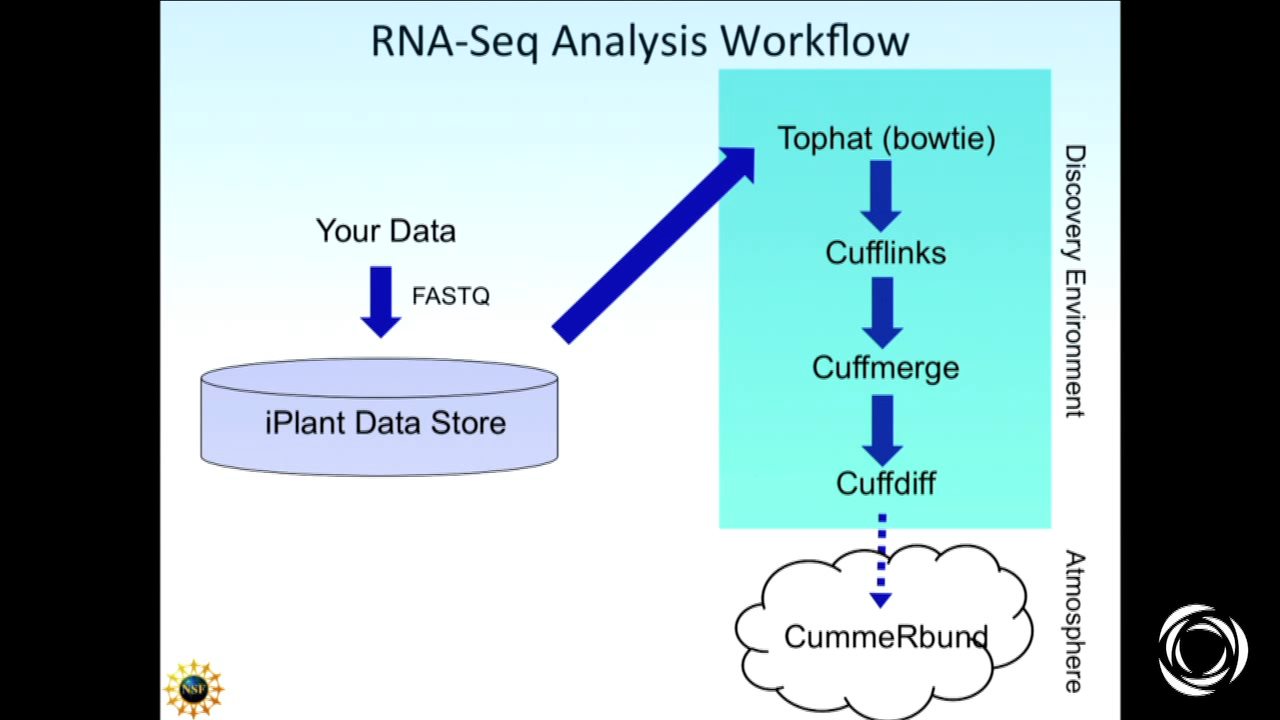 RNA-Seq Analysis Workflow
Your Data
FASTQ
iPlant Data Store
Tophat (bowtie)
Cufflinks
Cuffmerge
Cuffdiff
Discovery Environment
CummeRbund
Atmosphere
NSF